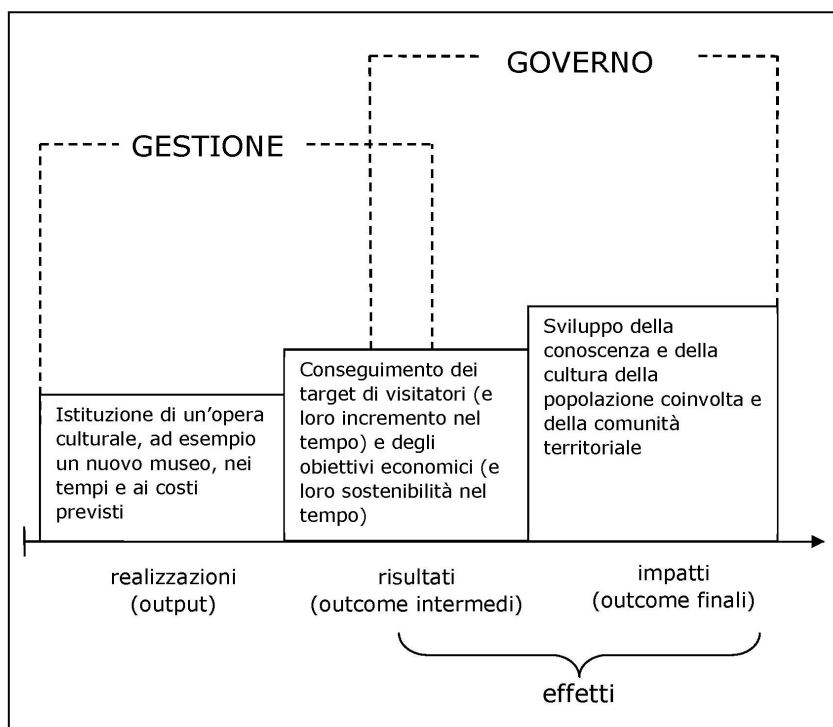 GOVERNO
GESTIONE
Istituzione di un'opera
culturale, ad esempio
un nuovo museo, nei
tempi e ai costi
previsti
Conseguimento dei
target di visitatori (e
loro incremento nel
tempo) e degli
obiettivi economici (e
loro sostenibilità nel
tempo)
Sviluppo della
conoscenza e della
cultura della
popolazione coinvolta e
della comunità
territoriale
realizzazioni
(output)
risultati
(outcome intermedi)
impatti
(outcome finali)
effetti